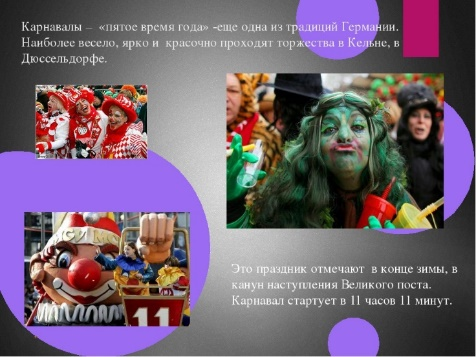 Карнавалы – «пятое время года» -еще одна из традиций Германии.
Наиболее весело, ярко и красочно проходят торжества в Кельне, в
Дюссельдорфе.
11
Это праздник отмечают в конце зимы, в
канун наступления Великого поста.
Карнавал стартует в 11 часов 11 минут.